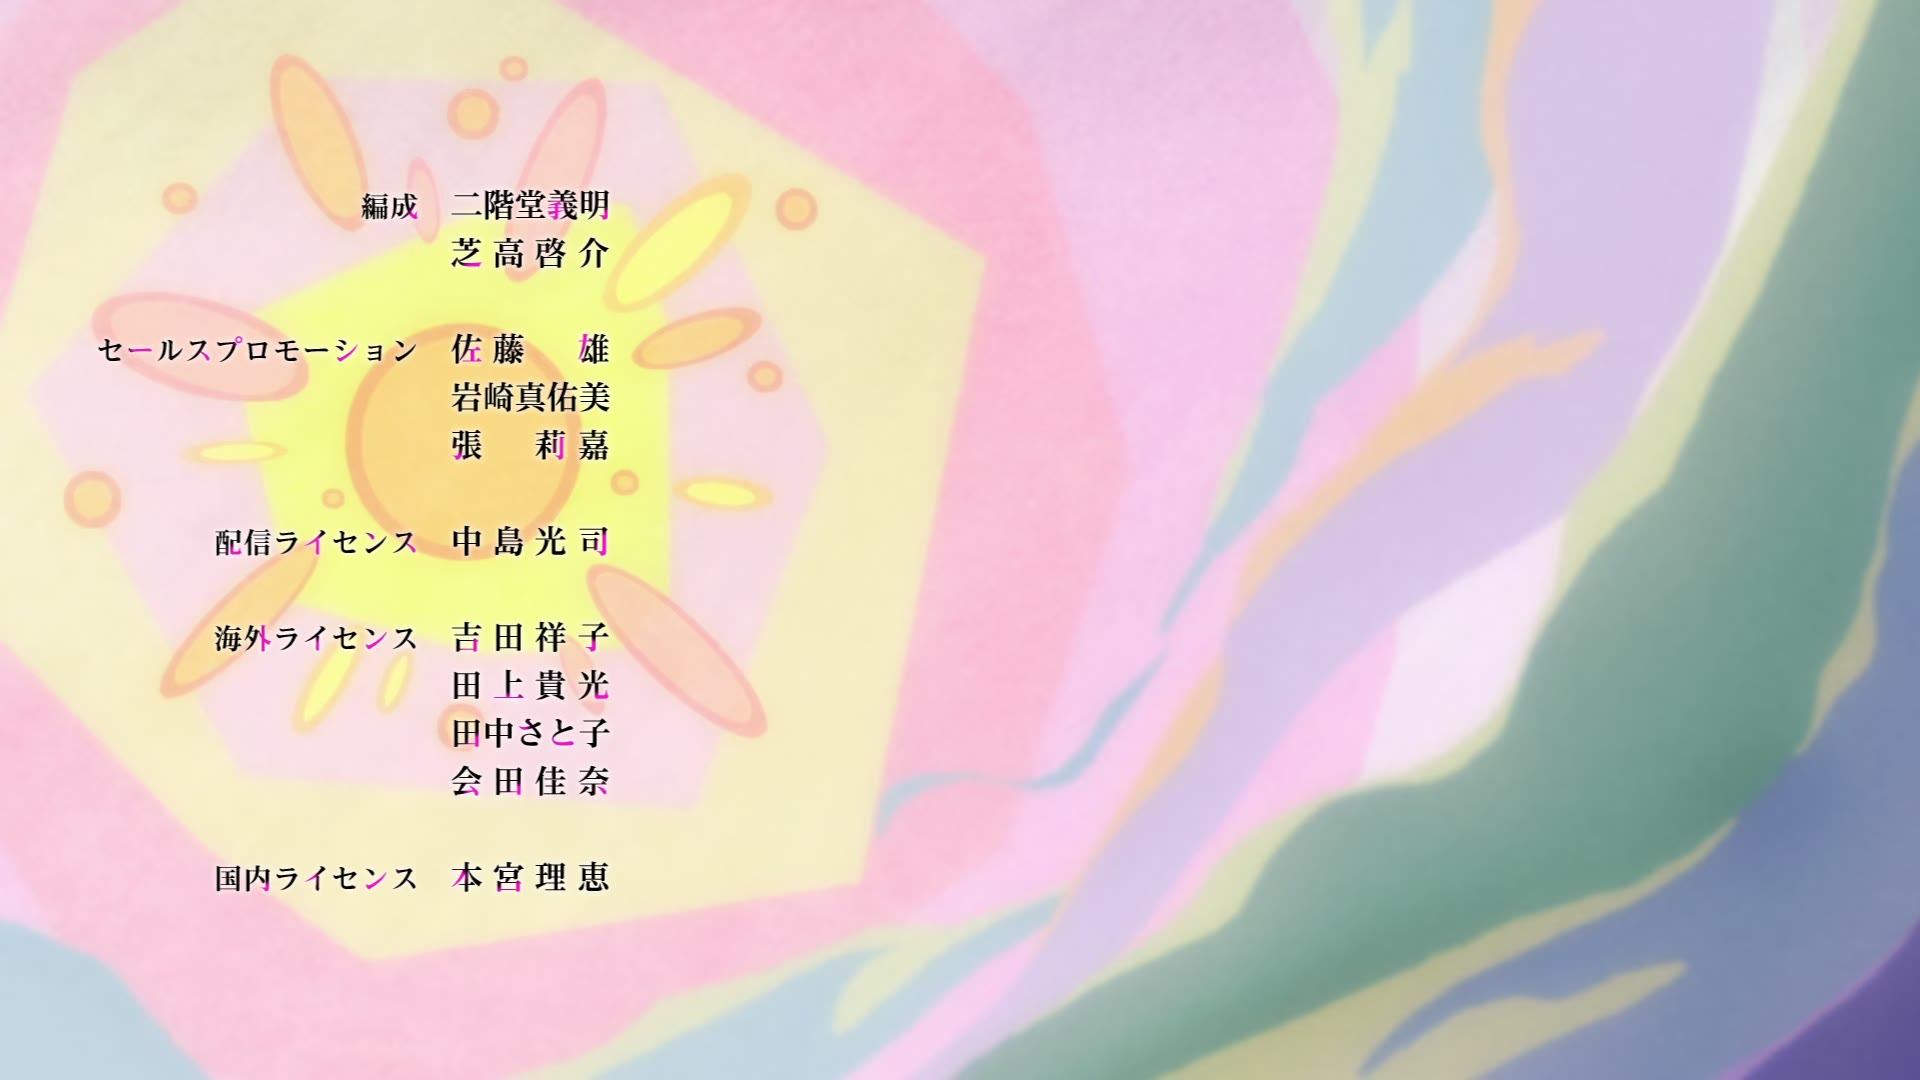 編成 二階堂義明
芝高啓介
セールスプロモーション 佐藤 雄
岩崎真佑美
張 莉嘉
配信ライセンス 中島光司
海外ライセンス 吉田祥子
田上貴光
田中さと子
会田佳奈
国内ライセンス 本宮理恵